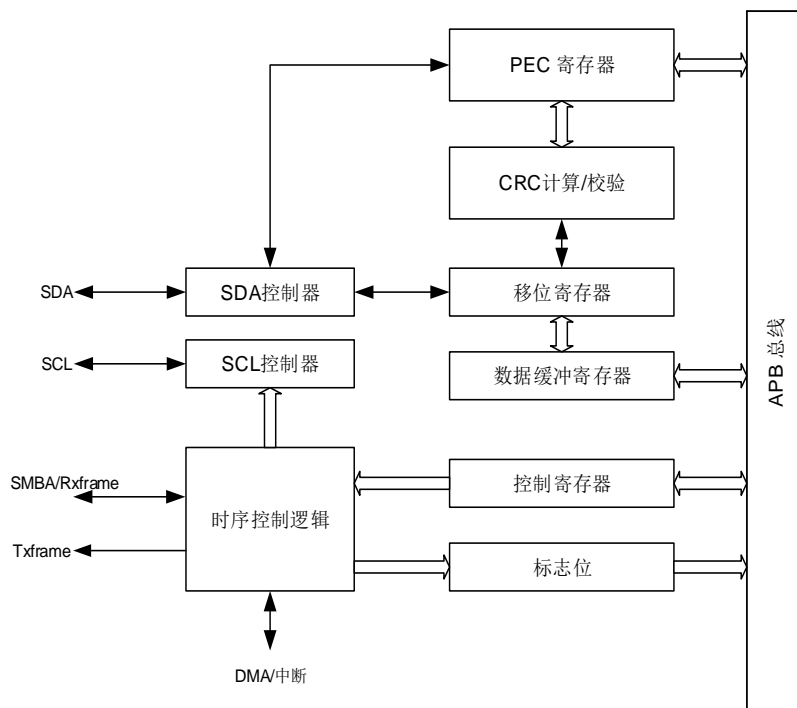 PEC 寄存器
CRC计算/校验
SDA
SDA控制器
移位寄存器
SCL
SCL控制器
数据缓冲寄存器
APB 总线
SMBA/Rxframe
时序控制逻辑
控制寄存器
Txframe
标志位
DMA/中断